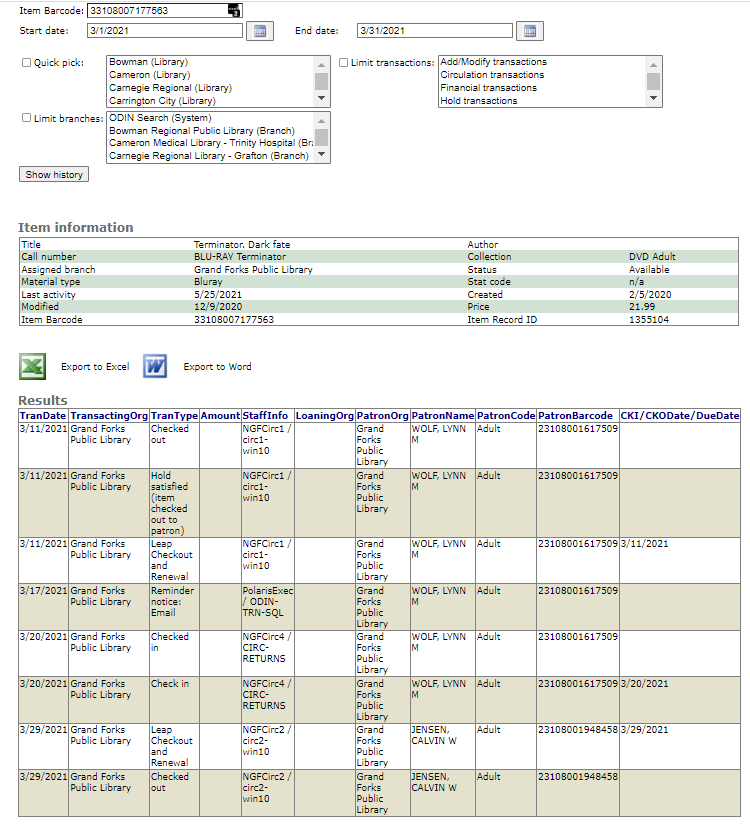 Item Barcode: 33108007177563
Start date: 3/1/2021 End date: 3/31/2021
Quick pick: Bowman (Library)
Cameron (Library)
Carnegie Regional (Library)
Carrington City (Library)
Limit transactions: Add/Modify transactions
Circulation transactions
Financial transactions
Hold transactions
Limit branches: ODIN Search (System)
Bowman Regional Public Library (Branch)
Cameron Medical Library - Trinity Hospital (Br
Carnegie Regional Library - Grafton (Branch)
Show history
Item information
Title Terminator. Dark fate Author
Call number BLU-RAY Terminator Collection DVD Adult
Assigned branch Grand Forks Public Library Status Available
Material type Bluray Stat code n/a
Last activity 5/25/2021 Created 2/5/2020
Modified 12/9/2020 Price 21.99
Item Barcode 33108007177563 Item Record ID 1355104
Export to Excel Export to Word
Results
TranDate TransactingOrg TranType Amount StaffInfo LoaningOrg PatronOrg PatronName PatronCode PatronBarcode CKI/CKODate/DueDate
3/11/2021 Grand Forks Checked NGFCirc1 / Grand WOLF, LYNN Adult 23108001617509
Public Library out circ1- Forks M
win10 Public
Library
3/11/2021 Grand Forks Hold NGFCirc1 / Grand WOLF, LYNN Adult 23108001617509
Public Library satisfied circ1- Forks M
(item win10 Public
checked Library
out to
patron)
3/11/2021 Grand Forks Leap NGFCirc1 / Grand WOLF, LYNN Adult 23108001617509 3/11/2021
Public Library Checkout circ1- Forks M
and win10 Public
Renewal Library
3/17/2021 Grand Forks Reminder PolarisExec Grand WOLF, LYNN Adult 23108001617509
Public Library notice: / ODIN- Forks M
Email TRN-SQL Public
Library
3/20/2021 Grand Forks Checked NGFCirc4 / Grand WOLF, LYNN Adult 23108001617509
Public Library in CIRC- Forks M
RETURNS Public
Library
3/20/2021 Grand Forks Check in NGFCirc4 / Grand WOLF, LYNN Adult 23108001617509 3/20/2021
Public Library CIRC- Forks M
RETURNS Public
Library
3/29/2021 Grand Forks Leap NGFCirc2 / Grand JENSEN, Adult 23108001948458 3/29/2021
Public Library Checkout circ2- Forks CALVIN W
and win10 Public
Renewal Library
3/29/2021 Grand Forks Checked NGFCirc2 / Grand JENSEN, Adult 23108001948458
Public Library out circ2- Forks CALVIN W
win10 Public
Library